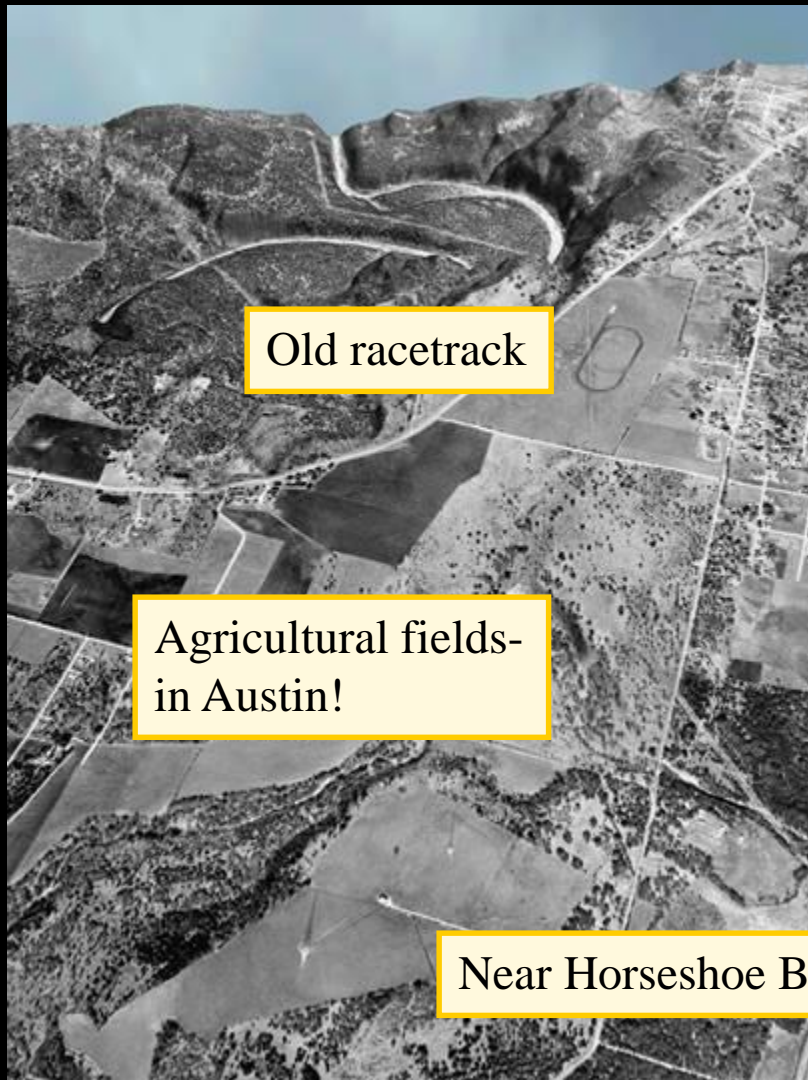 Old racetrack
Agricultural fields-
in Austin!
Near Horseshoe B